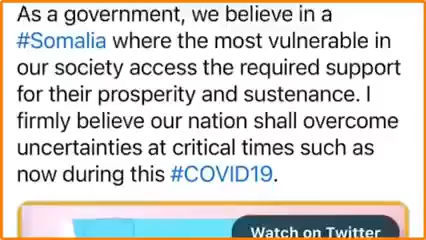 As a government, we believe in a
#Somalia where the most vulnerable in
our society access the required support
for their prosperity and sustenance. I
firmly believe our nation shall overcome
uncertainties at critical times such as
now during this #COVID19.
Watch on Twitter